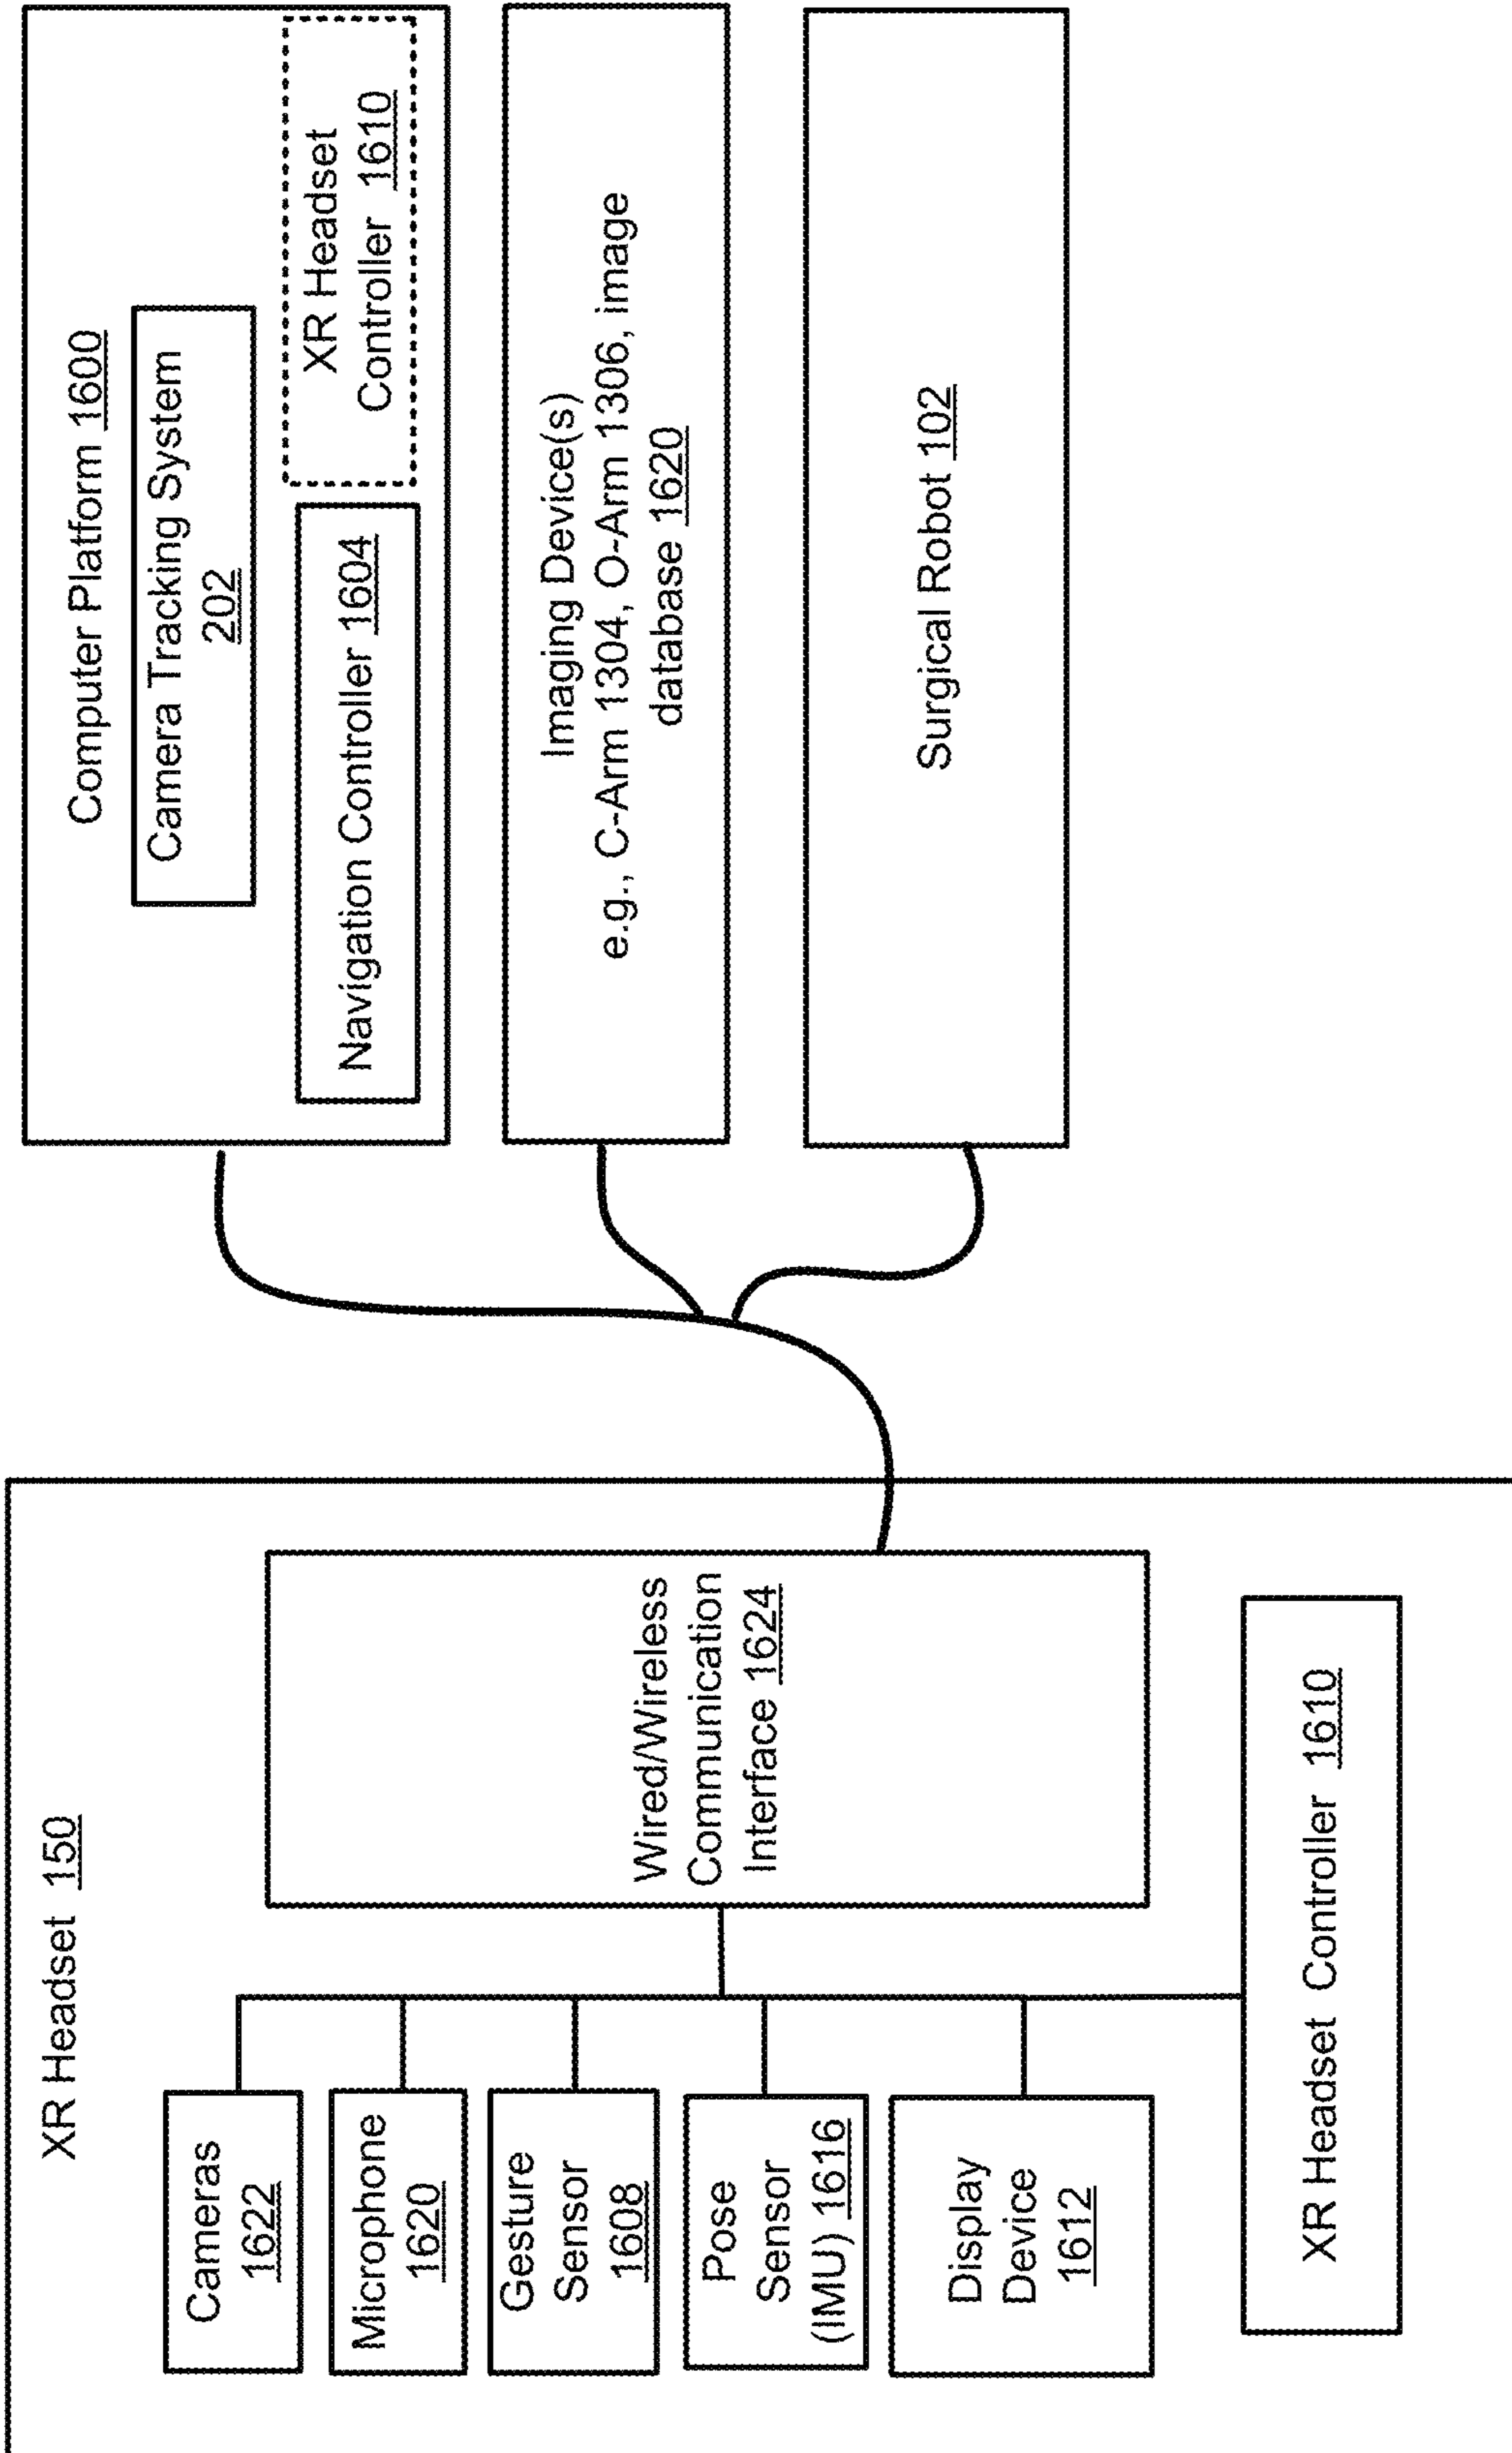 XR Headset 150
Cameras
1622
Microphone
1620
Gesture
Sensor
1608
Pose
Sensor
(IMU) 1616
Display
Device
1612
Wired/Wireless
Communication
Interface 1624
XR Headset Controller 1610
Computer Platform 1600
Camera Tracking System
202
Navigation Controller 1604
XR Headset
Controller 1610
Imaging Device(s)
e.g., C-Arm 1304, O-Arm 1306, image
database 1620
Surgical Robot 102